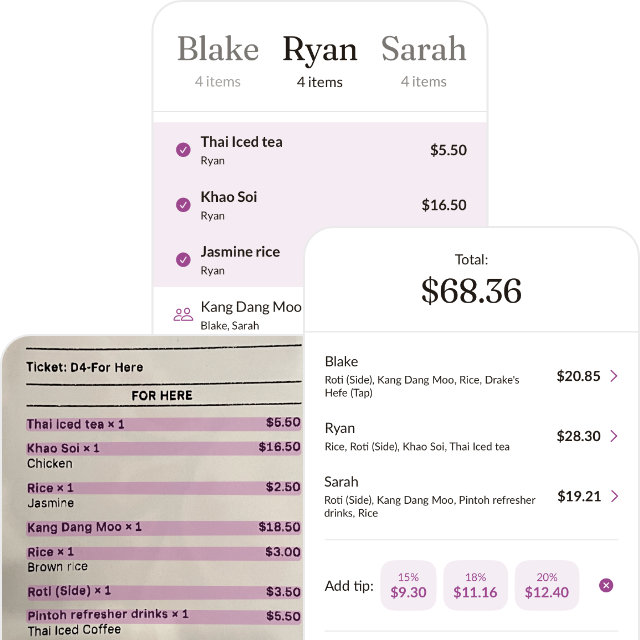 Blake Ryan Sarah
4 items 4 items 4 items
Thai Iced tea $5.50
Ryan
Khao Soi $16.50
Ryan
Jasmine rice
Ryan
Kang Dang Moo
Blake, Sarah
Ticket: D4-For Here
FOR HERE
Thai Iced tea × 1 $5.50
Khao Soi × 1 $16.50
Chicken
Rice × 1 $2.50
Jasmine
Kang Dang Moo × 1 $18.50
Rice × 1 $3.00
Brown rice
Roti (Side) × 1 $3.50
Pintoh refresher drinks × 1 $5.50
Thai Iced Coffee
Total:
$68.36
Blake
Roti (Side), Kang Dang Moo, Rice, Drake's
Hefe (Tap)
$20.85
Ryan
Rice, Roti (Side), Khao Soi, Thai Iced tea
$28.30
Sarah
Roti (Side), Kang Dang Moo, Pintoh refresher
drinks, Rice
$19.21
Add tip:
15%
$9.30
18%
$11.16
20%
$12.40